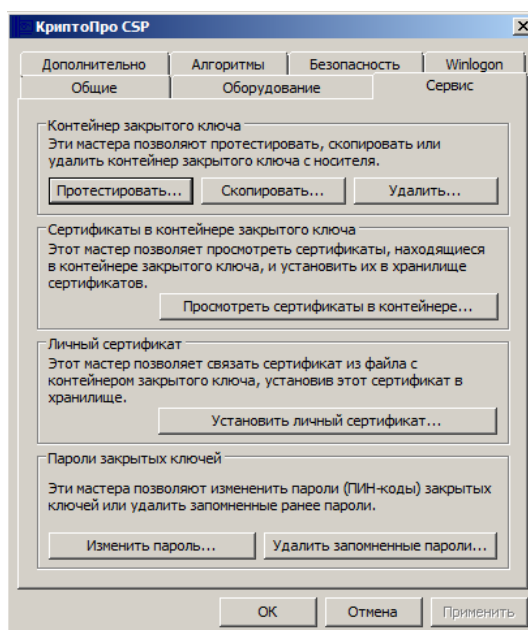 КриптоПро CSP
Дополнительно Алгоритмы Безопасность Winlogon
Общие Оборудование Сервис
Контейнер закрытого ключа
Эти мастера позволяют протестировать, скопировать или
удалить контейнер закрытого ключа с носителя.
Протестировать... Скопировать... Удалить...
Сертификаты в контейнере закрытого ключа
Этот мастер позволяет просмотреть сертификаты, находящиеся
в контейнере закрытого ключа, и установить их в хранилище
сертификатов.
Просмотреть сертификаты в контейнере...
Личный сертификат
Этот мастер позволяет связать сертификат из файла с
контейнером закрытого ключа, установив этот сертификат в
хранилище.
Установить личный сертификат...
Пароли закрытых ключей
Эти мастера позволяют измененить пароли (ПИН-коды) закрытых
ключей или удалить запомненные ранее пароли.
Изменить пароль... Удалить запомненные пароли...
ОК Отмена Применить